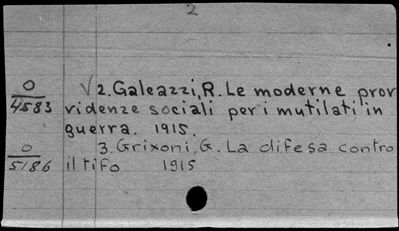 2
0 √2. Galeazzi, R. Le moderne prov
4583 videnze sociali per i mutilati in
guerra. 1915.
0 3. Grixoni, G. La difesa contro
5186 il tifo 1915